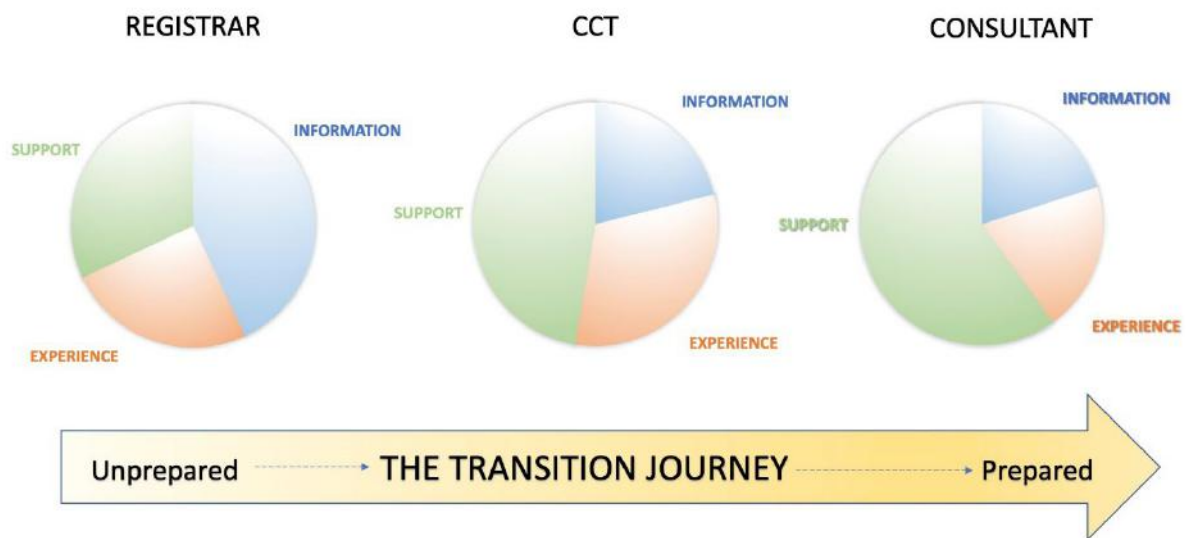 REGISTRAR
CCT
CONSULTANT
INFORMATION
SUPPORT
EXPERIENCE
INFORMATION
SUPPORT
EXPERIENCE
INFORMATION
SUPPORT
EXPERIENCE
Unprepared THE TRANSITION JOURNEY Prepared